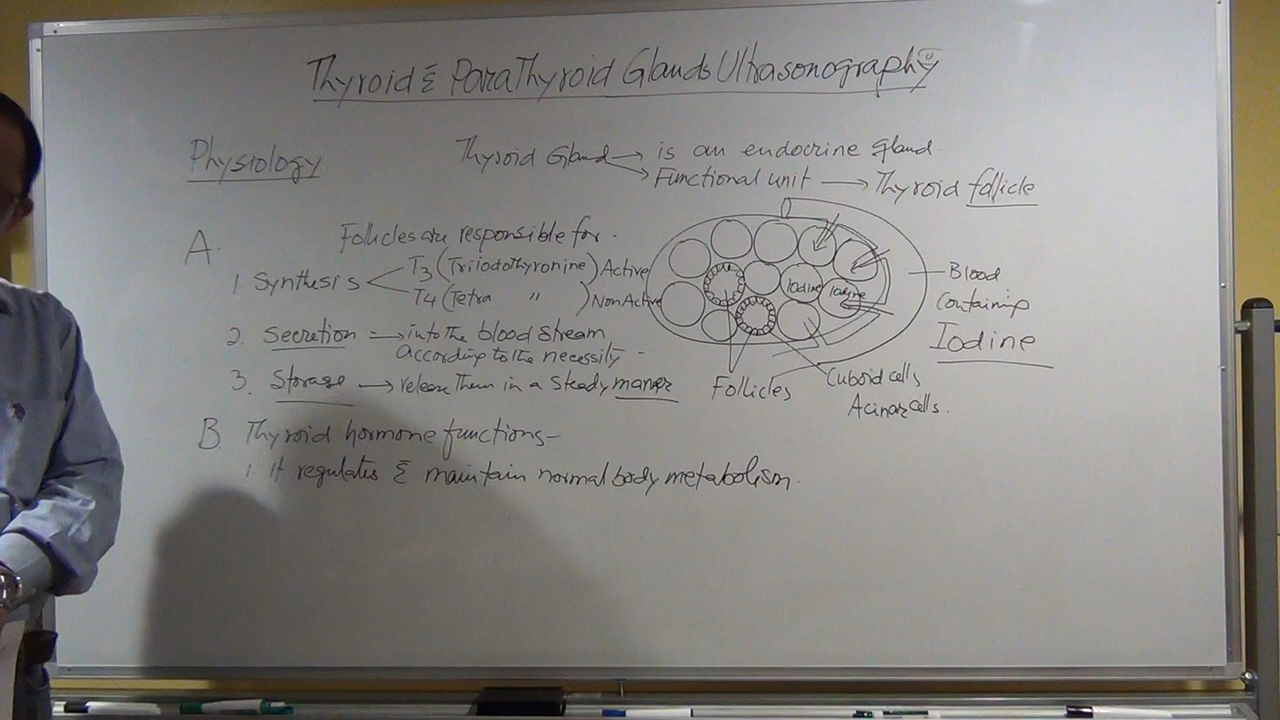 Thyroid & ParaThyroid Glands Ultrasonography
Physiology
Thyroid Gland → is an endocrine gland.
→ Functional unit → Thyroid follicle
A.
Follicles are responsible for -
1. Synthesis < T3 (Triiodothyronine) Active
T4 (Tetra " ) NonActive
2. Secretion → into the blood stream
According to the necessity -
3. Storage → release Them in a steady maner
Iodine
Iodine
Blood
Containing
Iodine
Follicles
Cuboid cells
Acinar cells.
B. Thyroid hormone functions-
1. It regulates & maintain normal body metabolism.